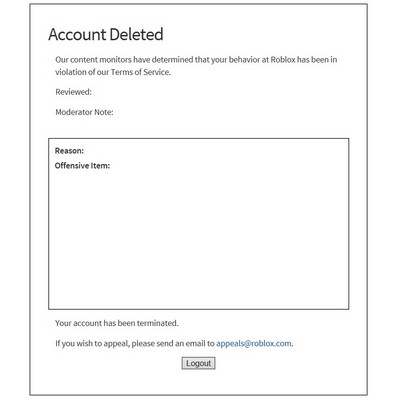 Account Deleted
Our content monitors have determined that your behavior at Roblox has been in
violation of our Terms of Service.
Reviewed:
Moderator Note:
Reason:
Offensive Item:
Your account has been terminated.
If you wish to appeal, please send an email to appeals@roblox.com.
Logout